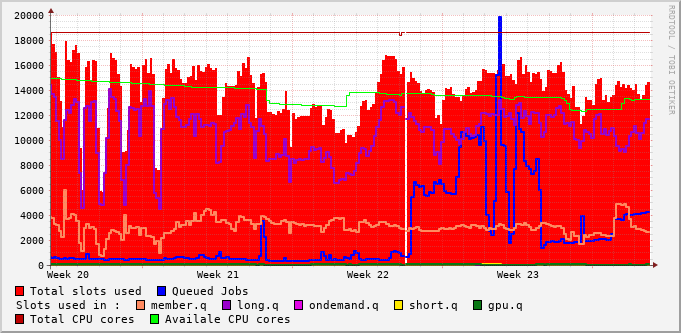 20000
18000
16000
14000
12000
10000
8000
6000
4000
2000
0
Week 20 Week 21 Week 22 Week 23
Total slots used Queued Jobs
Slots used in : member.q long.q ondemand.q short.q gpu.q
Total CPU cores Availale CPU cores
RRDTOOL / TOBI OETIKER